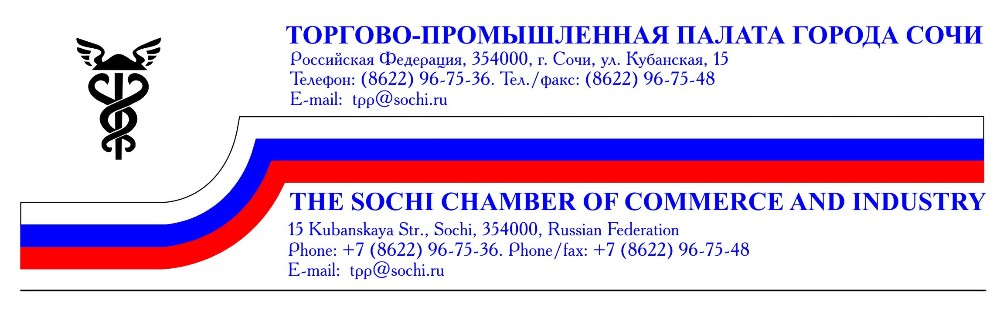 ТОРГОВО-ПРОМЫШЛЕННАЯ ПАЛАТА ГОРОДА СОЧИ
Российская Федерация, 354000, г. Сочи, ул. Кубанская, 15
Телефон: (8622) 96-75-36. Тел./факс: (8622) 96-75-48
E-mail: tpp@sochi.ru
THE SOCHI CHAMBER OF COMMERCE AND INDUSTRY
15 Kubanskaya Str., Sochi, 354000, Russian Federation
Phone: +7 (8622) 96-75-36. Phone/fax: +7 (8622) 96-75-48
E-mail: tpp@sochi.ru